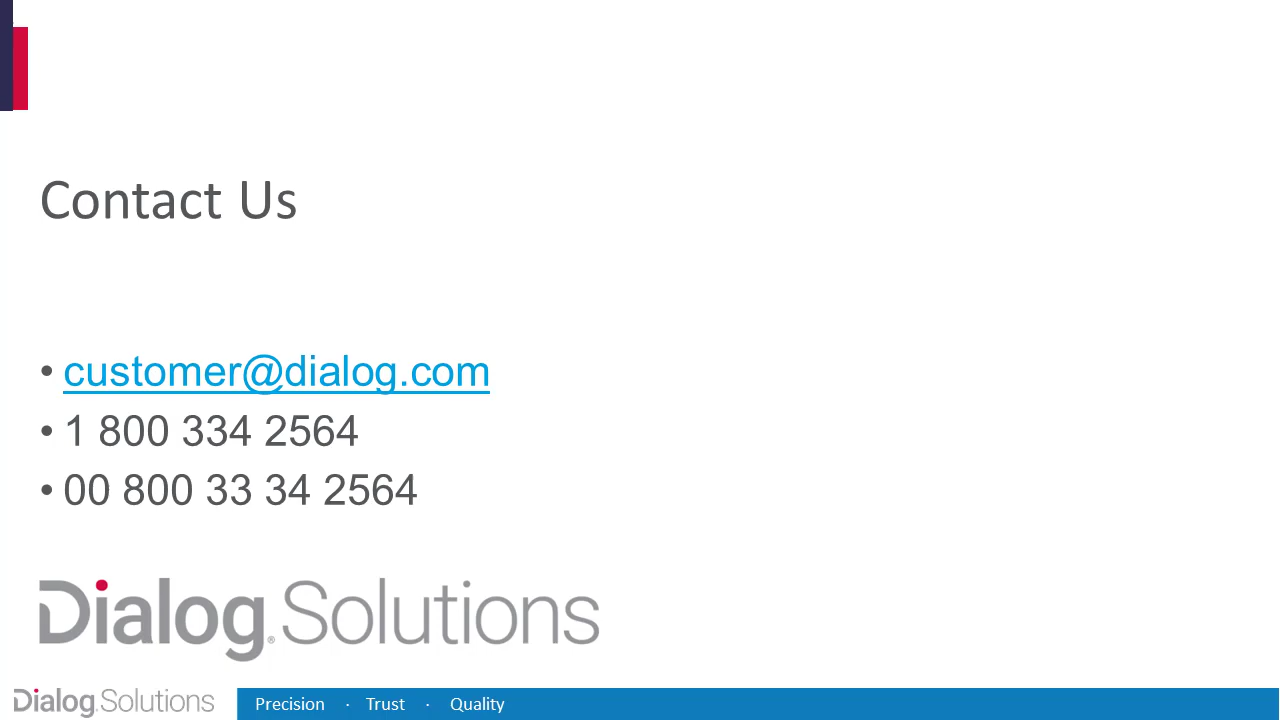 Contact Us
• customer@dialog.com
• 1 800 334 2564
• 00 800 33 34 2564
Dialog®Solutions
Dialog.Solutions
Precision · Trust · Quality